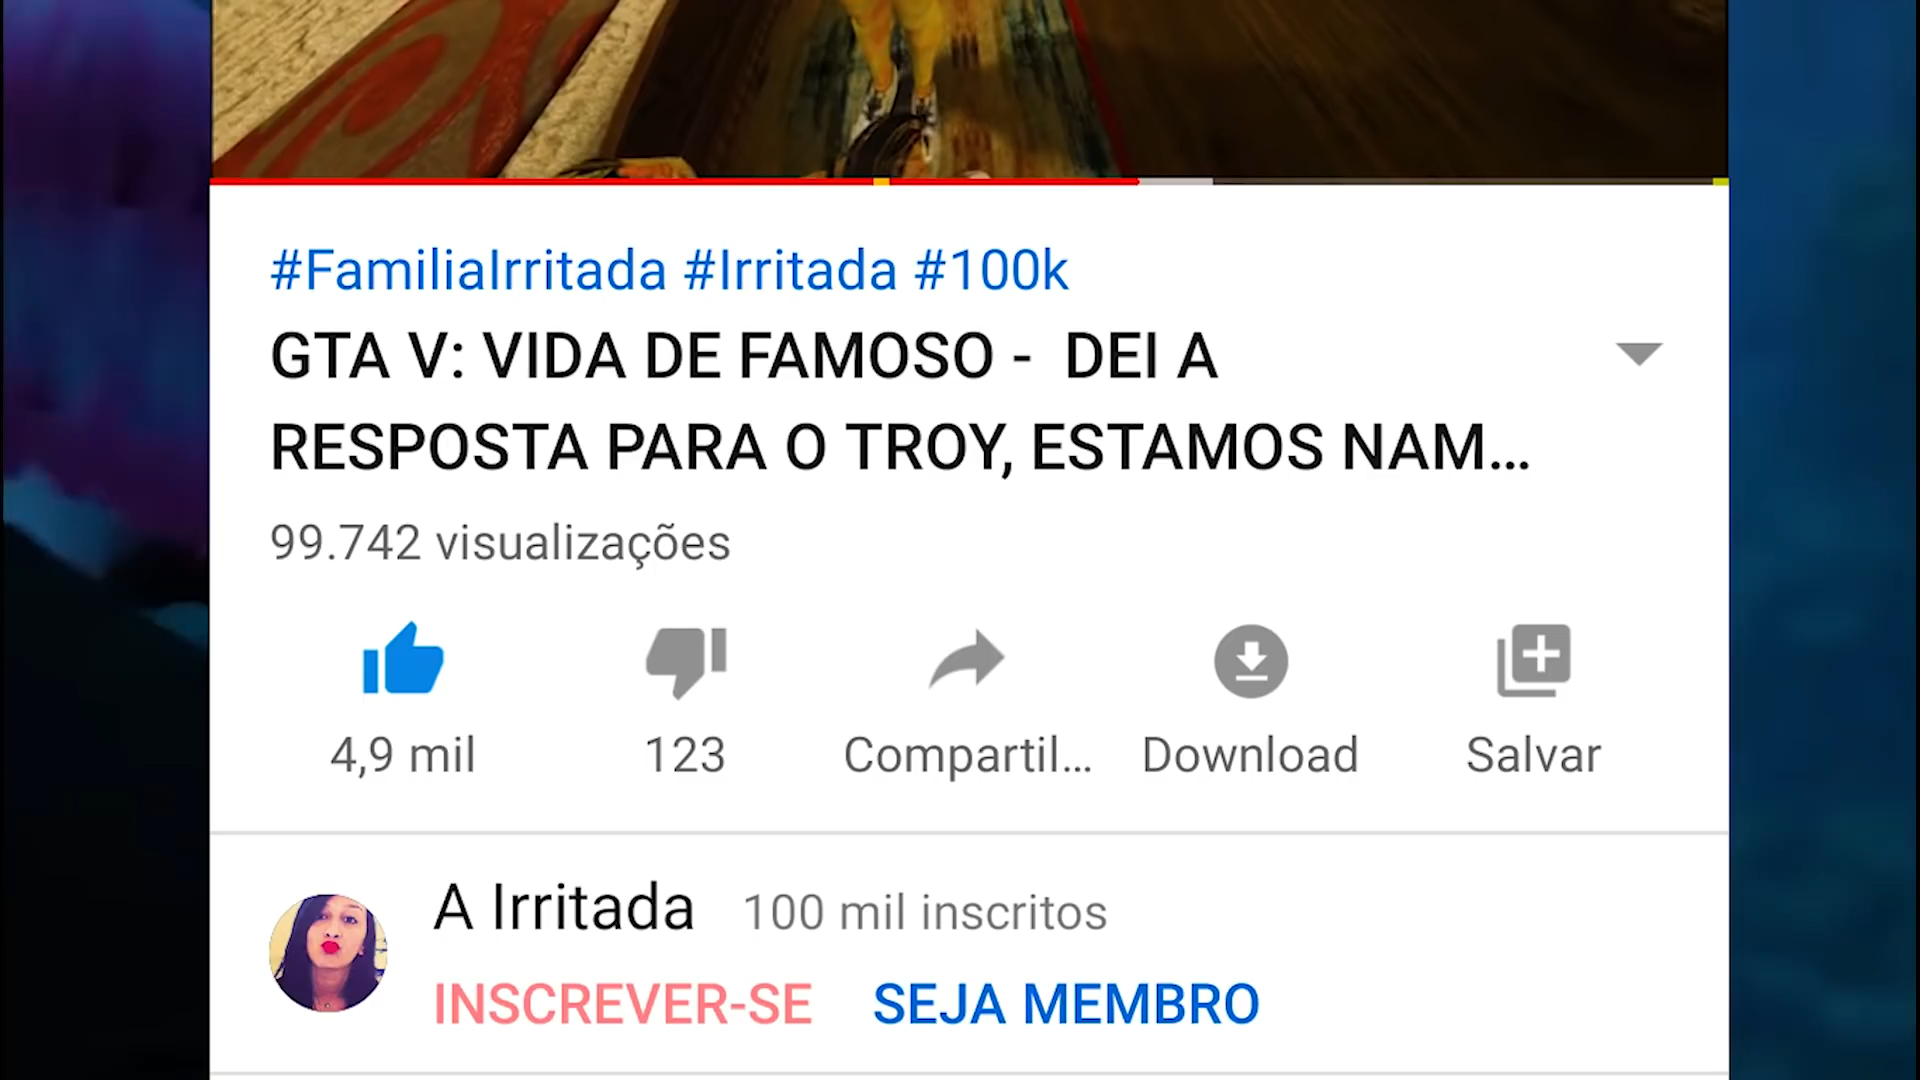 #FamiliaIrritada #Irritada #100k
GTA V: VIDA DE FAMOSO -  DEI A
RESPOSTA PARA O TROY, ESTAMOS NAM...
99.742 visualizações
4,9 mil 123 Compartil... Download Salvar
A Irritada 100 mil inscritos
INSCREVER-SE SEJA MEMBRO